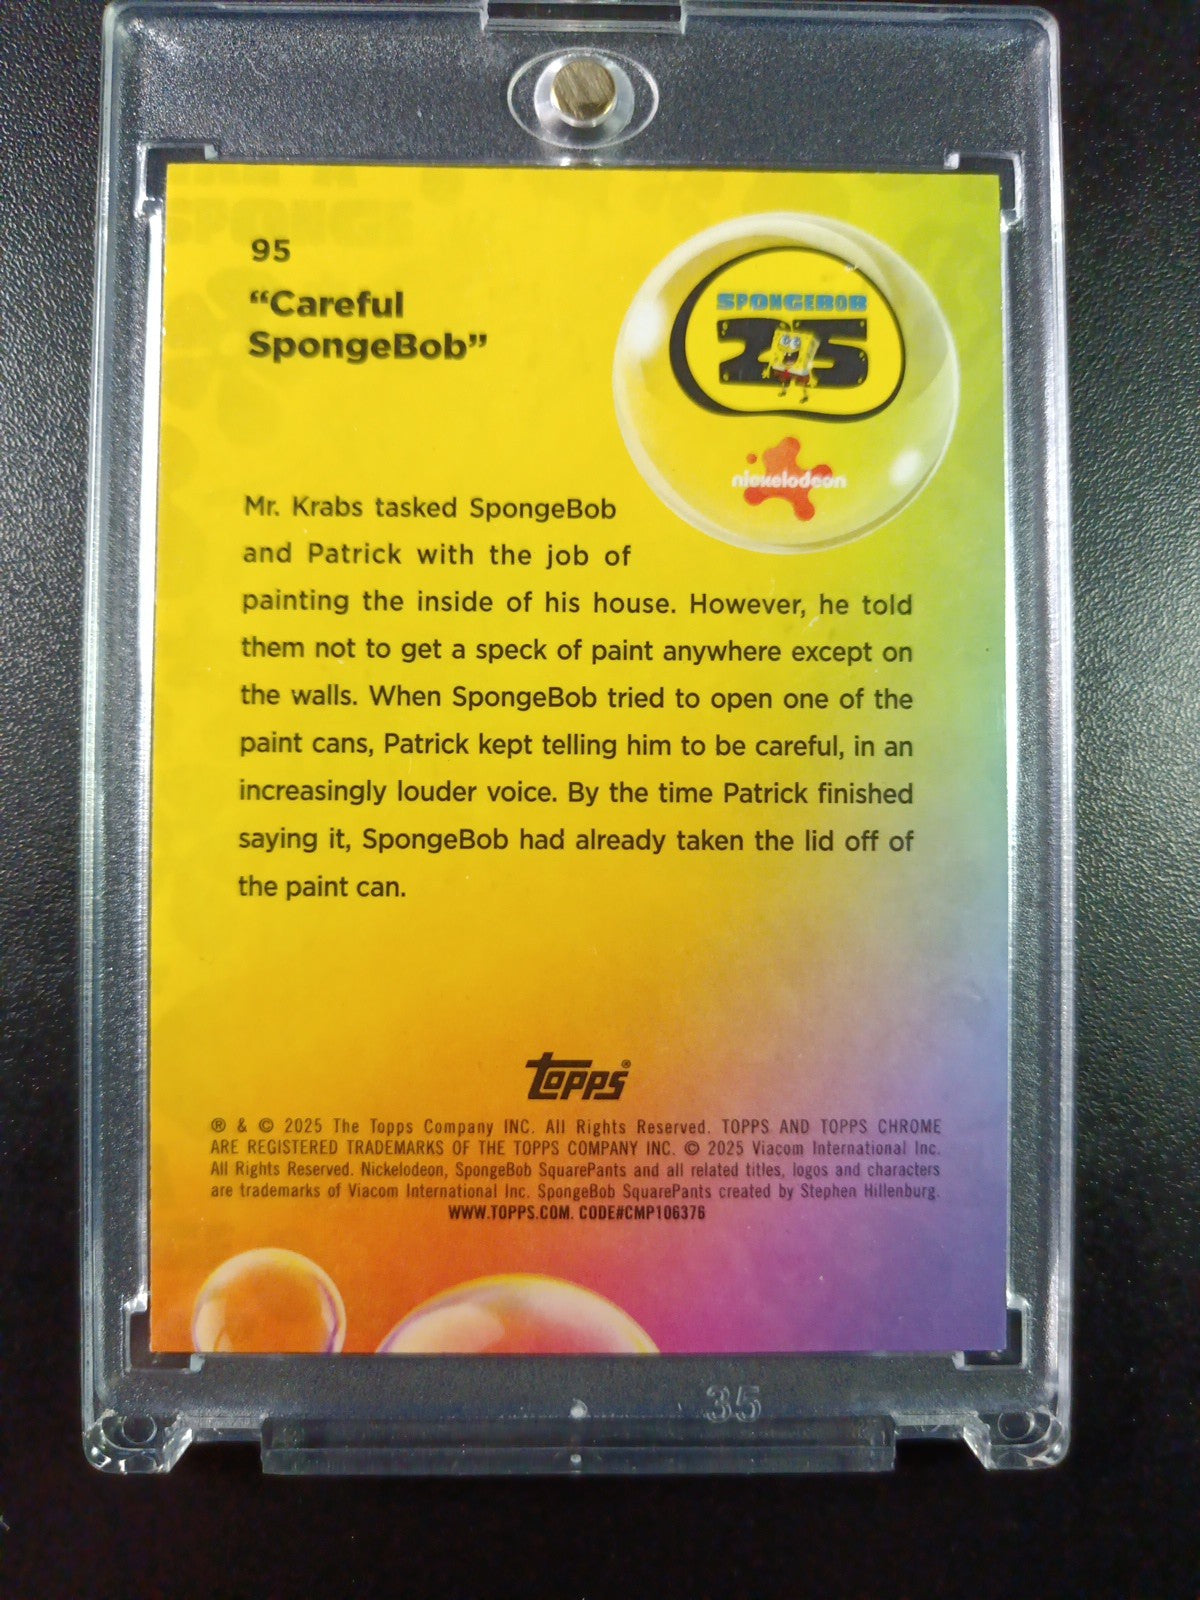 95
“Careful
SpongeBob”
SPONGEBOB
25
nickelodeon
Mr. Krabs tasked SpongeBob
and Patrick with the job of
painting the inside of his house. However, he told
them not to get a speck of paint anywhere except on
the walls. When SpongeBob tried to open one of the
paint cans, Patrick kept telling him to be careful, in an
increasingly louder voice. By the time Patrick finished
saying it, SpongeBob had already taken the lid off of
the paint can.
topps®
® & © 2025 The Topps Company INC. All Rights Reserved. TOPPS AND TOPPS CHROME
ARE REGISTERED TRADEMARKS OF THE TOPPS COMPANY INC. © 2025 Viacom International Inc.
All Rights Reserved. Nickelodeon, SpongeBob SquarePants and all related titles, logos and characters
are trademarks of Viacom International Inc. SpongeBob SquarePants created by Stephen Hillenburg.
WWW.TOPPS.COM. CODE#CMP106376
35